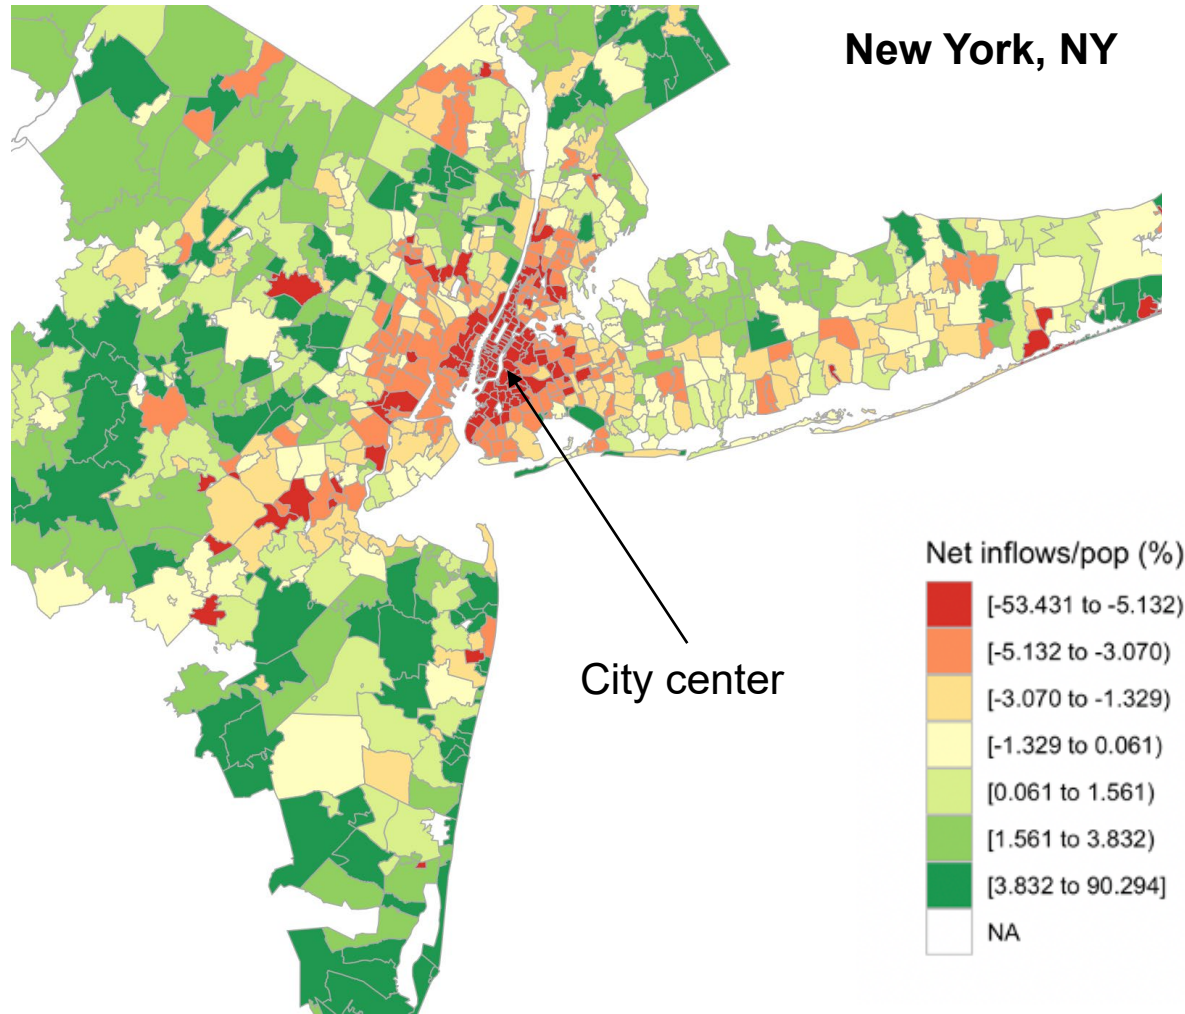 New York, NY
City center
Net inflows/pop (%)
[-53.431 to -5.132)
[-5.132 to -3.070)
[-3.070 to -1.329)
[-1.329 to 0.061)
[0.061 to 1.561)
[1.561 to 3.832)
[3.832 to 90.294]
NA